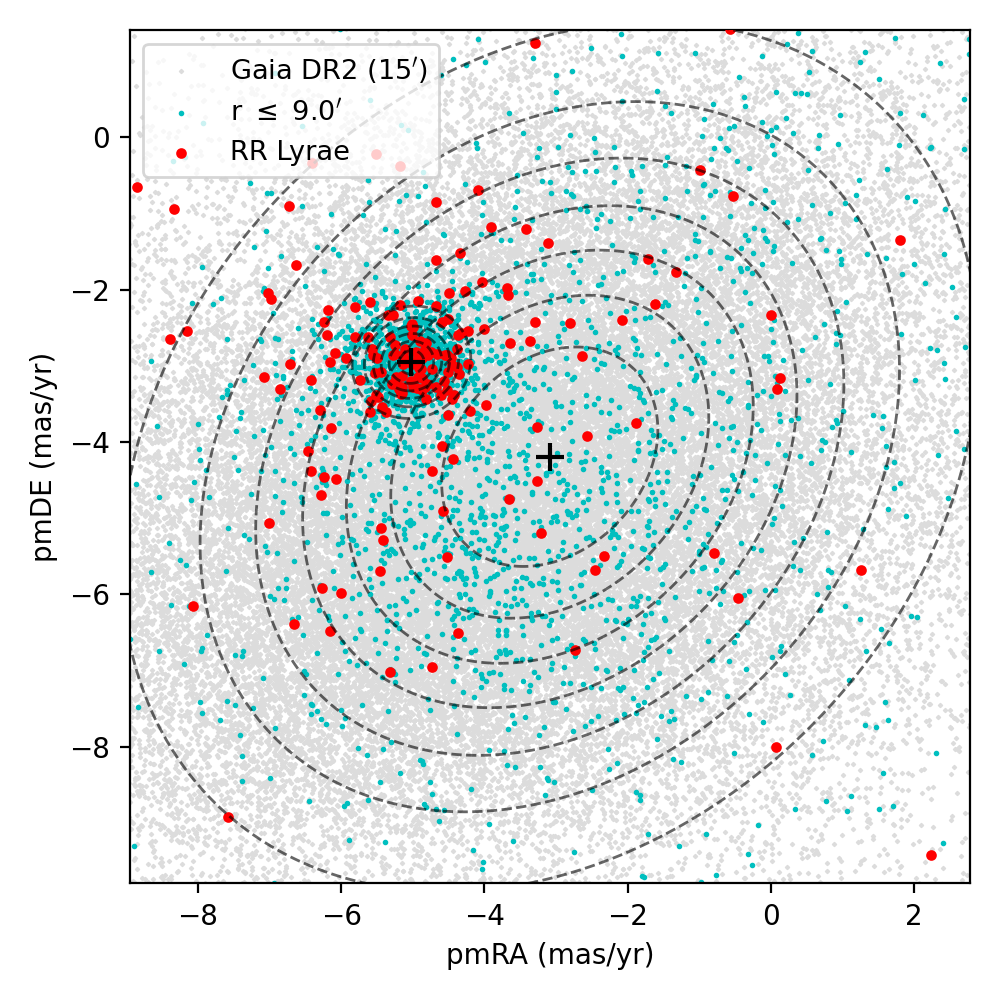 Gaia DR2 (15′)
r ≤ 9.0′
RR Lyrae
0
−2
−4
−6
−8
pmDE (mas/yr)
−8 −6 −4 −2 0 2
pmRA (mas/yr)